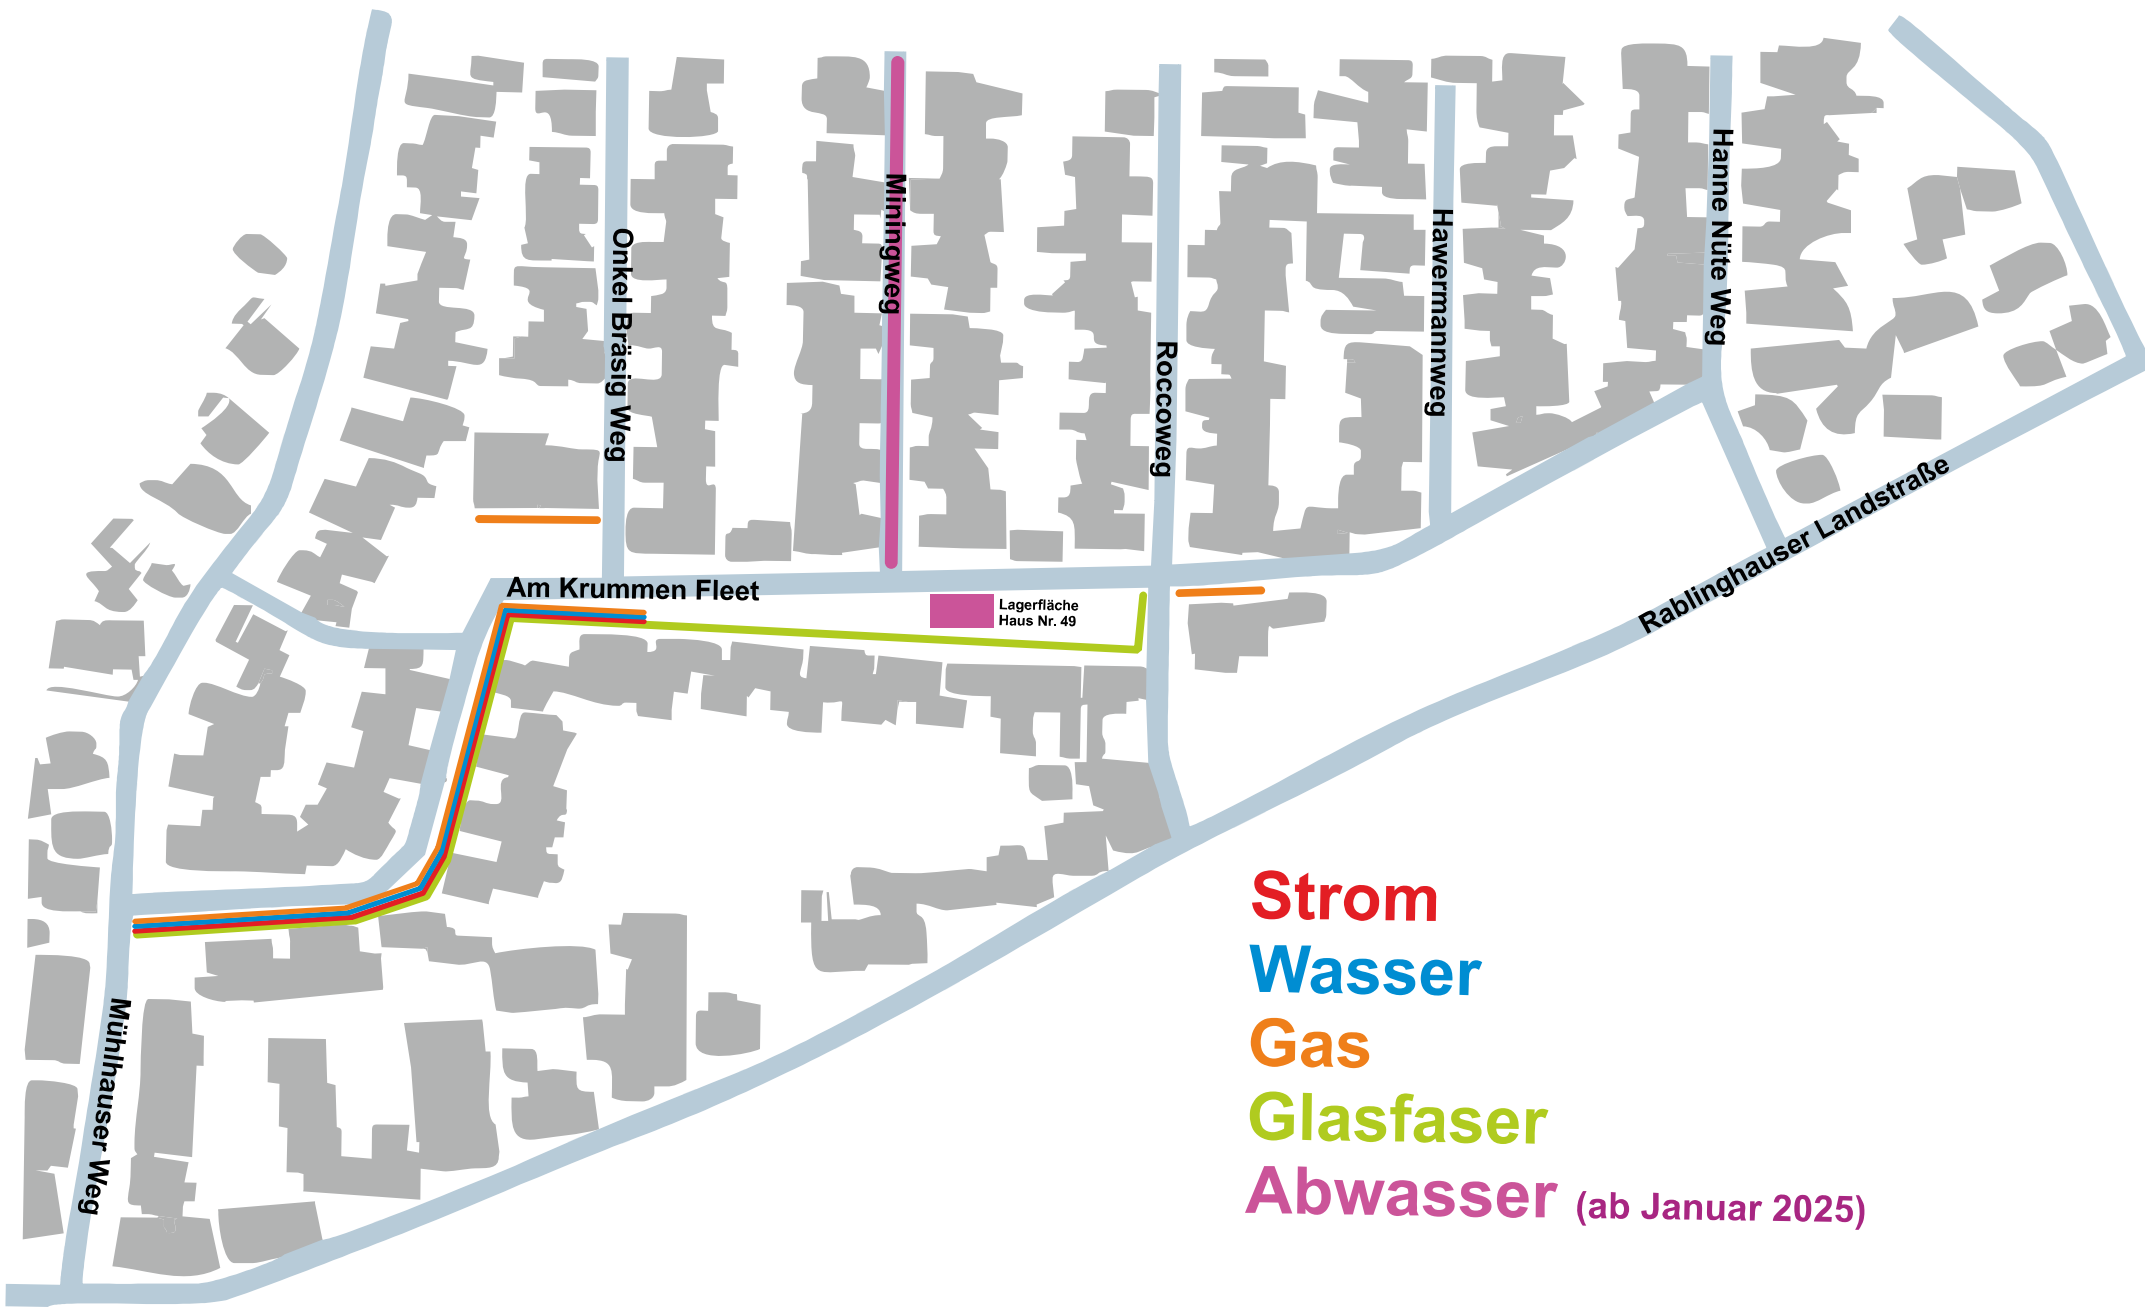 Onkel Bräsig Weg
Miningweg
Roccoweg
Hawermannweg
Hanne Nüte Weg
Rablinghauser Landstraße
Am Krummen Fleet
Lagerfläche
Haus Nr. 49
Mühlhauser Weg
Strom
Wasser
Gas
Glasfaser
Abwasser (ab Januar 2025)